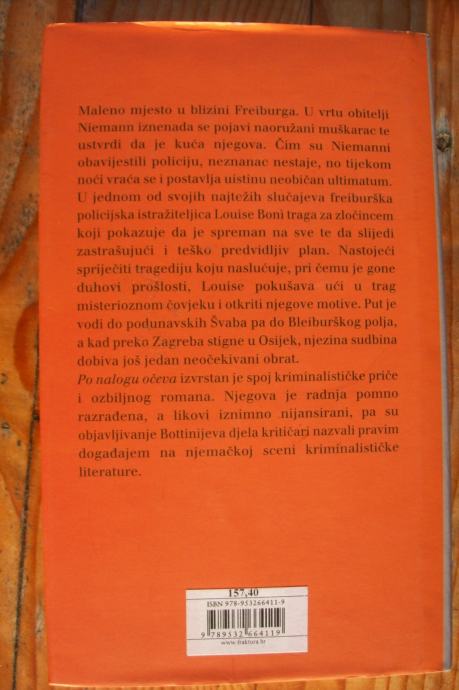 Maleno mjesto u blizini Freiburga. U vrtu obitelji
Niemann iznenada se pojavi naoružani muškarac te
ustvrdi da je kuća njegova. Čim su Niemanni
obavijestili policiju, neznanac nestaje, no tijekom
noći vraća se i postavlja uistinu neobičan ultimatum.
U jednom od svojih najtežih slučajeva freiburška
policijska istražiteljica Louise Bonì traga za zločincem
koji pokazuje da je spreman na sve te da slijedi
zastrašujući i teško predvidljiv plan. Nastojeći
spriječiti tragediju koju naslućuje, pri čemu je gone
duhovi prošlosti, Louise pokušava ući u trag
misterioznom čovjeku i otkriti njegove motive. Put je
vodi do podunavskih Švaba pa do Bleiburškog polja,
a kad preko Zagreba stigne u Osijek, njezina sudbina
dobiva još jedan neočekivani obrat.
Po nalogu očeva izvrstan je spoj kriminalističke priče
i ozbiljnog romana. Njegova je radnja pomno
razrađena, a likovi iznimno nijansirani, pa su
objavljivanje Bottinijeva djela kritičari nazvali pravim
događajem na njemačkoj sceni kriminalističke
literature.
157,40
ISBN 978-953266411-9
9 789532 664119
www.fraktura.hr